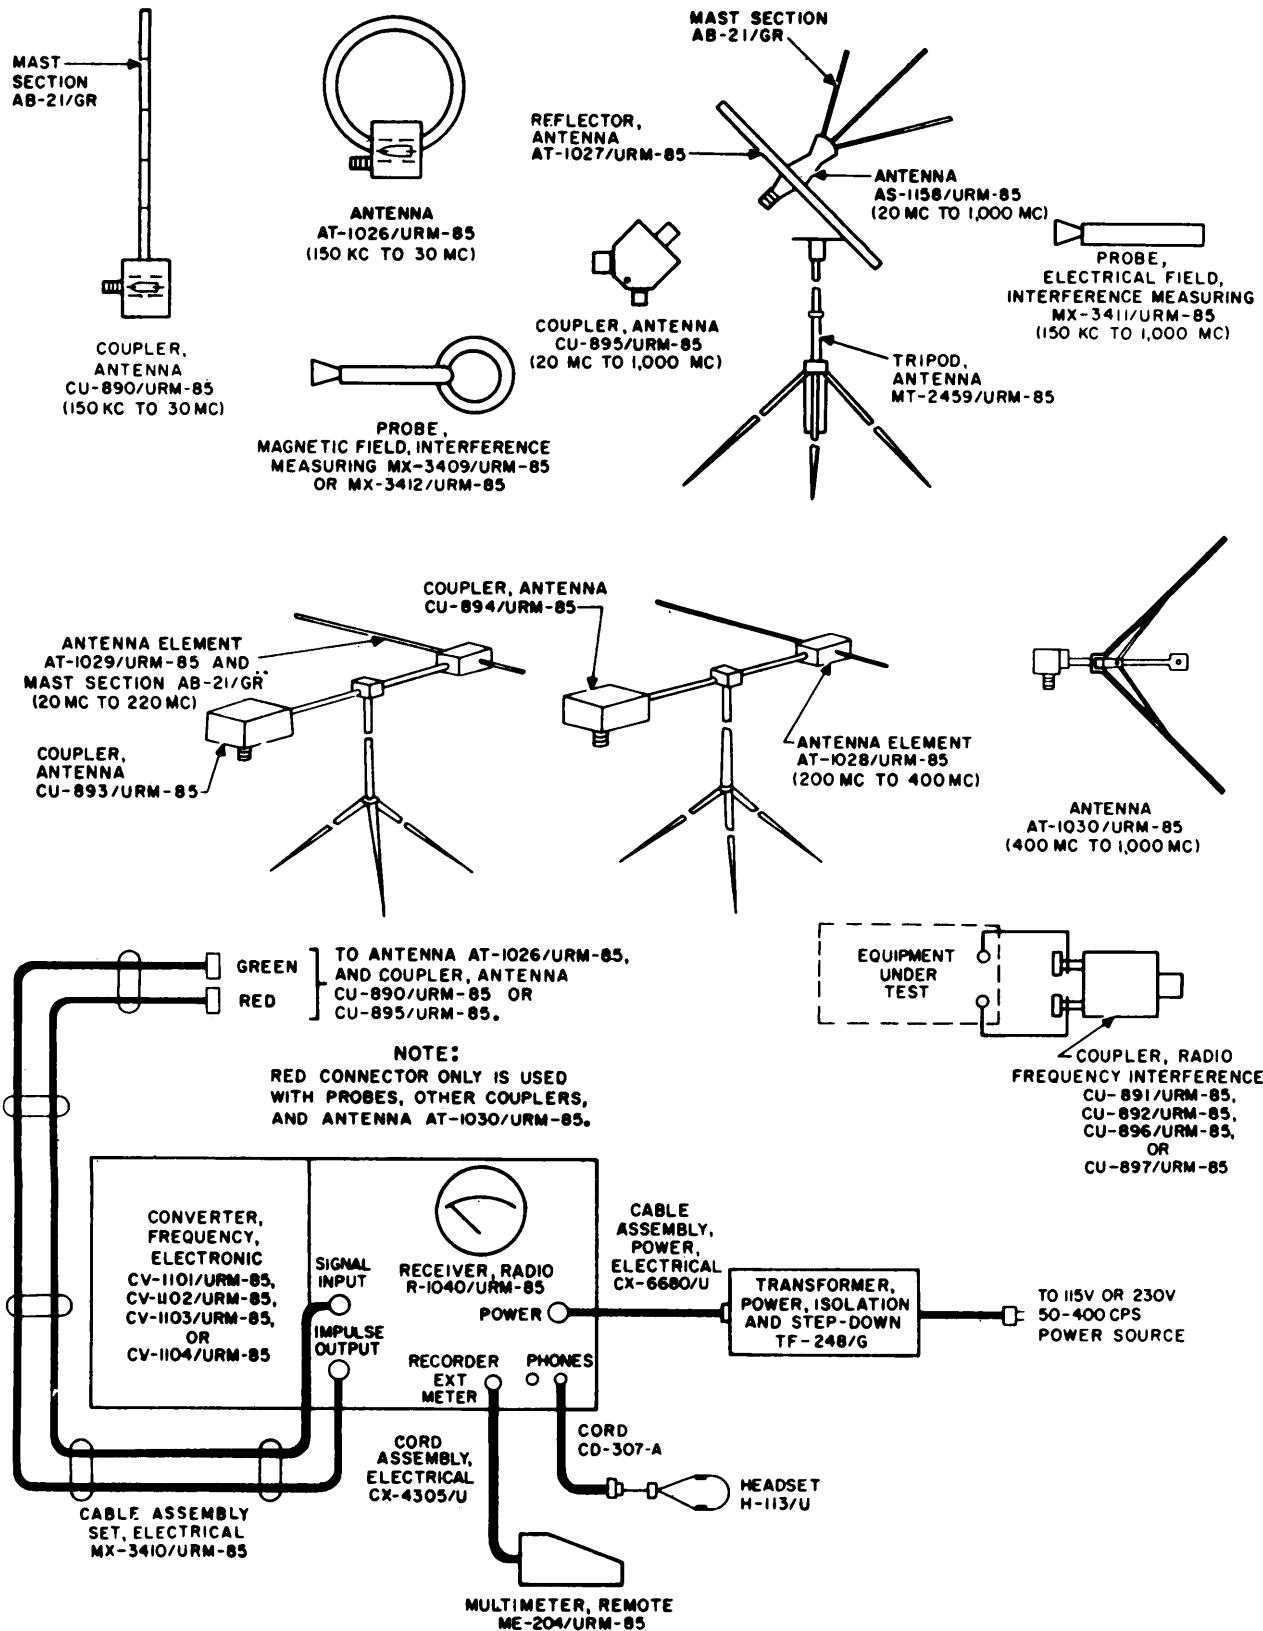 MAST
SECTION
AB-21/GR
COUPLER,
ANTENNA
CU-890/URM-85
(150 KC TO 30 MC)
ANTENNA
AT-1026/URM-85
(150 KC TO 30 MC)
PROBE,
MAGNETIC FIELD, INTERFERENCE
MEASURING MX-3409/URM-85
OR MX-3412/URM-85
MAST SECTION
AB-21/GR
REFLECTOR,
ANTENNA
AT-1027/URM-85
ANTENNA
AS-1158/URM-85
(20 MC TO 1,000 MC)
COUPLER, ANTENNA
CU-895/URM-85
(20 MC TO 1,000 MC)
TRIPOD,
ANTENNA
MT-2459/URM-85
PROBE,
ELECTRICAL FIELD,
INTERFERENCE MEASURING
MX-3411/URM-85
(150 KC TO 1,000 MC)
ANTENNA ELEMENT
AT-1029/URM-85 AND
MAST SECTION AB-21/GR
(20 MC TO 220 MC)
COUPLER,
ANTENNA
CU-893/URM-85
COUPLER, ANTENNA
CU-894/URM-85
ANTENNA ELEMENT
AT-1028/URM-85
(200 MC TO 400 MC)
ANTENNA
AT-1030/URM-85
(400 MC TO 1,000 MC)
GREEN
RED
TO ANTENNA AT-1026/URM-85,
AND COUPLER, ANTENNA
CU-890/URM-85 OR
CU-895/URM-85.
NOTE:
RED CONNECTOR ONLY IS USED
WITH PROBES, OTHER COUPLERS,
AND ANTENNA AT-1030/URM-85.
EQUIPMENT
UNDER
TEST
COUPLER, RADIO
FREQUENCY INTERFERENCE
CU-891/URM-85,
CU-892/URM-85,
CU-896/URM-85,
OR
CU-897/URM-85
CONVERTER,
FREQUENCY,
ELECTRONIC
CV-1101/URM-85,
CV-1102/URM-85,
CV-1103/URM-85,
OR
CV-1104/URM-85
SIGNAL
INPUT
IMPULSE
OUTPUT
RECEIVER, RADIO
R-1040/URM-85
POWER
RECORDER
EXT
METER
PHONES
CABLE
ASSEMBLY,
POWER,
ELECTRICAL
CX-6680/U
TRANSFORMER,
POWER, ISOLATION
AND STEP-DOWN
TF-248/G
TO 115V OR 230V
50-400 CPS
POWER SOURCE
CORD
ASSEMBLY,
ELECTRICAL
CX-4305/U
CORD
CD-307-A
HEADSET
H-113/U
CABLE ASSEMBLY
SET, ELECTRICAL
MX-3410/URM-85
MULTIMETER, REMOTE
ME-204/URM-85